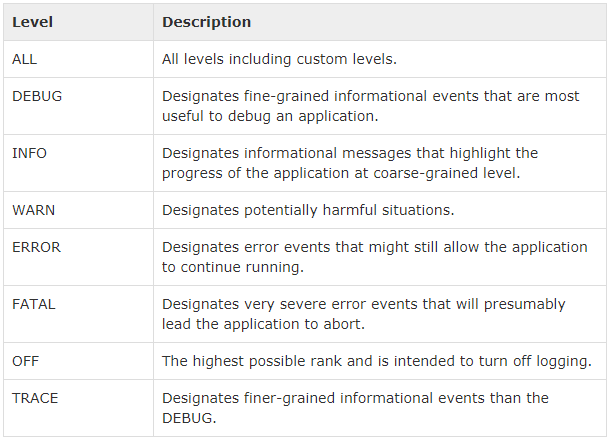 Level Description
ALL All levels including custom levels.
DEBUG Designates fine-grained informational events that are most
useful to debug an application.
INFO Designates informational messages that highlight the
progress of the application at coarse-grained level.
WARN Designates potentially harmful situations.
ERROR Designates error events that might still allow the application
to continue running.
FATAL Designates very severe error events that will presumably
lead the application to abort.
OFF The highest possible rank and is intended to turn off logging.
TRACE Designates finer-grained informational events than the
DEBUG.